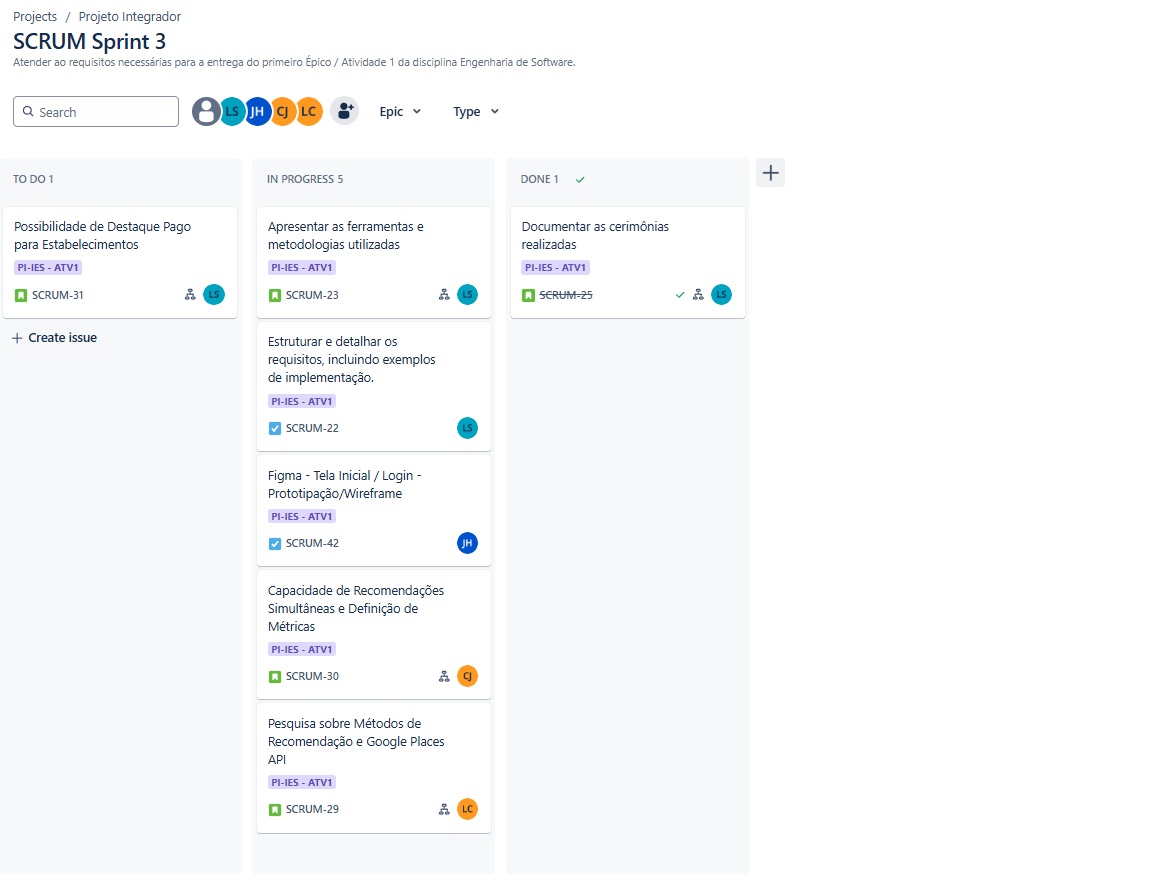 Projects / Projeto Integrador
SCRUM Sprint 3
Atender ao requisitos necessárias para a entrega do primeiro Épico / Atividade 1 da disciplina Engenharia de Software.
Search
LS JH CJ LC
Epic
Type
TO DO 1
Possibilidade de Destaque Pago
para Estabelecimentos
PI-IES - ATV1
SCRUM-31
LS
Create issue
IN PROGRESS 5
Apresentar as ferramentas e
metodologias utilizadas
PI-IES - ATV1
SCRUM-23
LS
Estruturar e detalhar os
requisitos, incluindo exemplos
de implementação.
PI-IES - ATV1
SCRUM-22
LS
Figma - Tela Inicial / Login -
Prototipação/Wireframe
PI-IES - ATV1
SCRUM-42
JH
Capacidade de Recomendações
Simultâneas e Definição de
Métricas
PI-IES - ATV1
SCRUM-30
CJ
Pesquisa sobre Métodos de
Recomendação e Google Places
API
PI-IES - ATV1
SCRUM-29
LC
DONE 1
Documentar as cerimônias
realizadas
PI-IES - ATV1
SCRUM-25
LS